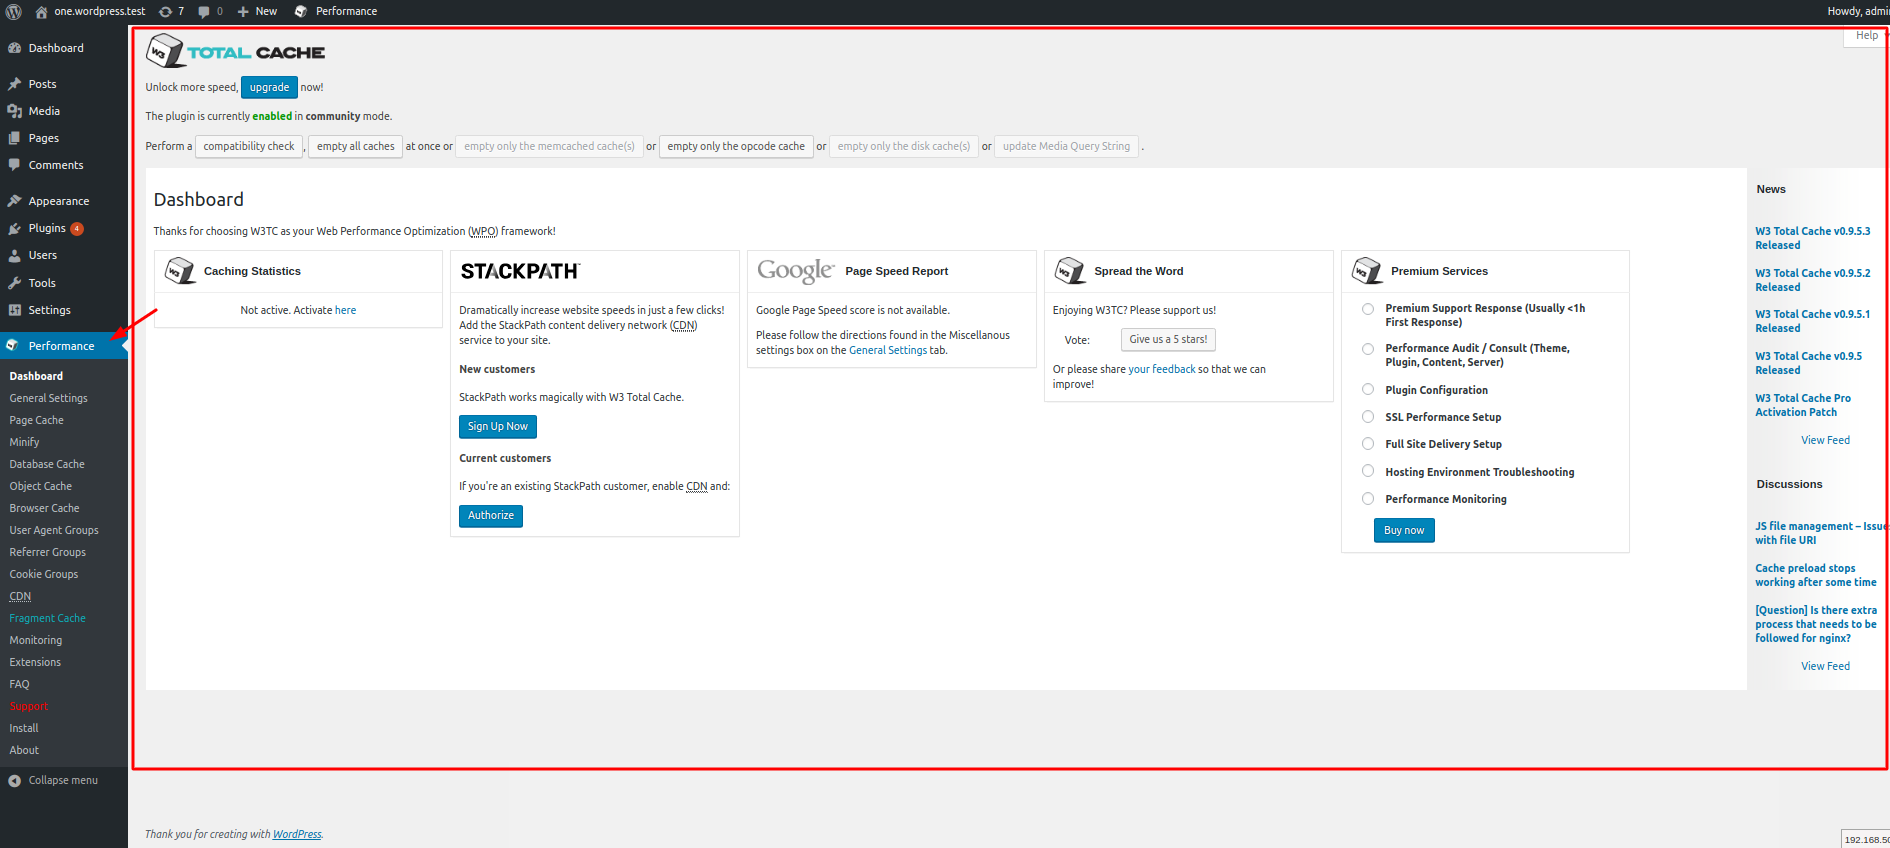 one.wordpress.test 7 0 New Performance Howdy, admi
Dashboard
Posts
Media
Pages
Comments
Appearance
Plugins 4
Users
Tools
Settings
Performance
Dashboard
General Settings
Page Cache
Minify
Database Cache
Object Cache
Browser Cache
User Agent Groups
Referrer Groups
Cookie Groups
CDN
Fragment Cache
Monitoring
Extensions
FAQ
Support
Install
About
Collapse menu
Help
W3 TOTAL CACHE
Unlock more speed, upgrade now!
The plugin is currently enabled in community mode.
Perform a compatibility check , empty all caches at once or empty only the memcached cache(s) or empty only the opcode cache or empty only the disk cache(s) or update Media Query String .
Dashboard
Thanks for choosing W3TC as your Web Performance Optimization (WPO) framework!
W3 Caching Statistics
Not active. Activate here
STACKPATH
Dramatically increase website speeds in just a few clicks!
Add the StackPath content delivery network (CDN)
service to your site.
New customers
StackPath works magically with W3 Total Cache.
Sign Up Now
Current customers
If you're an existing StackPath customer, enable CDN and:
Authorize
Google Page Speed Report
Google Page Speed score is not available.
Please follow the directions found in the Miscellanous
settings box on the General Settings tab.
W3 Spread the Word
Enjoying W3TC? Please support us!
Vote: Give us a 5 stars!
Or please share your feedback so that we can
improve!
W3 Premium Services
Premium Support Response (Usually <1h
First Response)
Performance Audit / Consult (Theme,
Plugin, Content, Server)
Plugin Configuration
SSL Performance Setup
Full Site Delivery Setup
Hosting Environment Troubleshooting
Performance Monitoring
Buy now
News
W3 Total Cache v0.9.5.3
Released
W3 Total Cache v0.9.5.2
Released
W3 Total Cache v0.9.5.1
Released
W3 Total Cache v0.9.5
Released
W3 Total Cache Pro
Activation Patch
View Feed
Discussions
JS file management – Issue
with file URI
Cache preload stops
working after some time
[Question] Is there extra
process that needs to be
followed for nginx?
View Feed
Thank you for creating with WordPress.
192.168.50